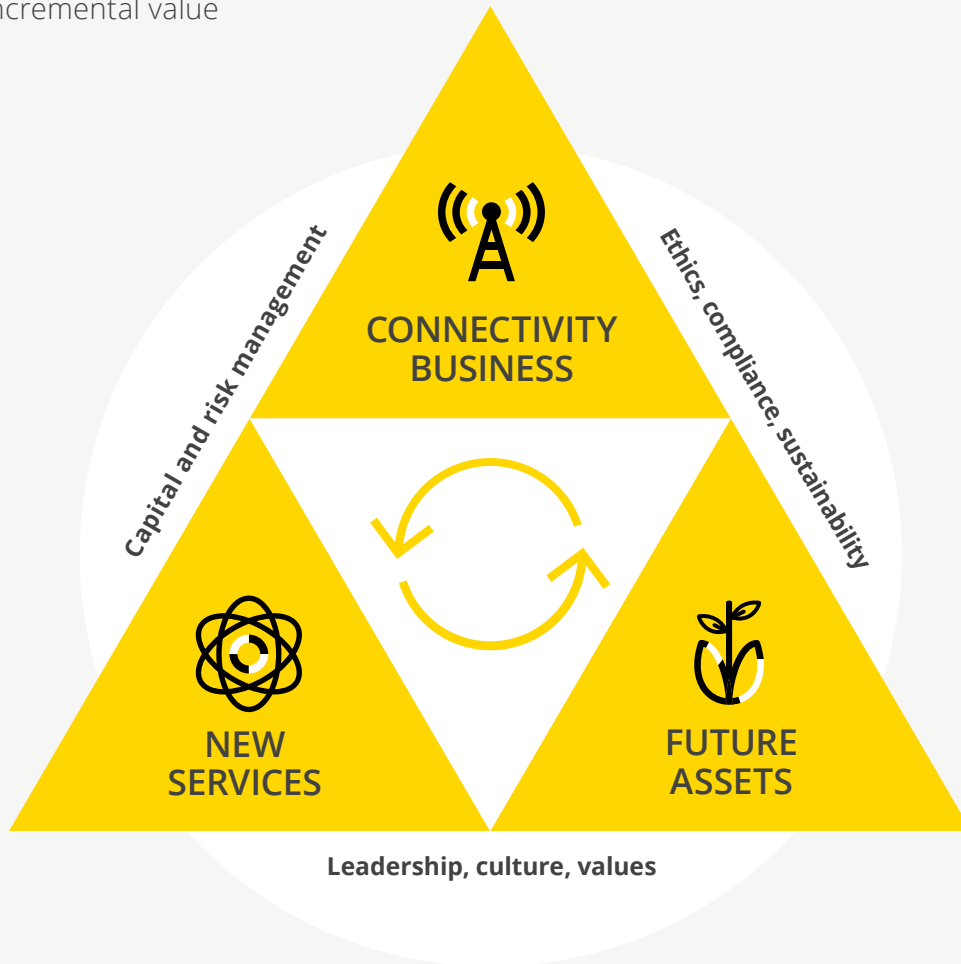 ncremental value
Capital and risk management
Ethics, compliance, sustainability
CONNECTIVITY
BUSINESS
NEW
SERVICES
FUTURE
ASSETS
Leadership, culture, values